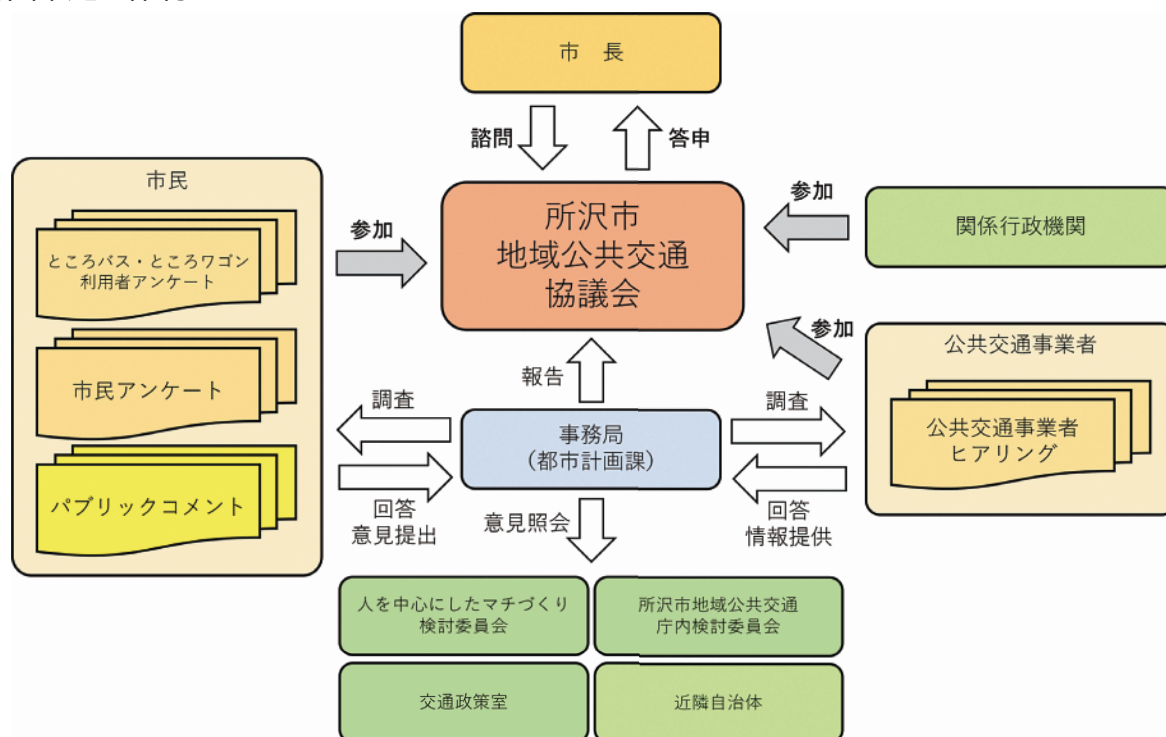 市　長
諮問
答申
市民
ところバス・ところワゴン
利用者アンケート
市民アンケート
パブリックコメント
参加
所沢市
地域公共交通
協議会
参加
関係行政機関
参加
公共交通事業者
公共交通事業者
ヒアリング
報告
調査
事務局
（都市計画課）
調査
回答
意見提出
意見照会
回答
情報提供
人を中心にしたマチづくり
検討委員会
所沢市地域公共交通
庁内検討委員会
交通政策室
近隣自治体